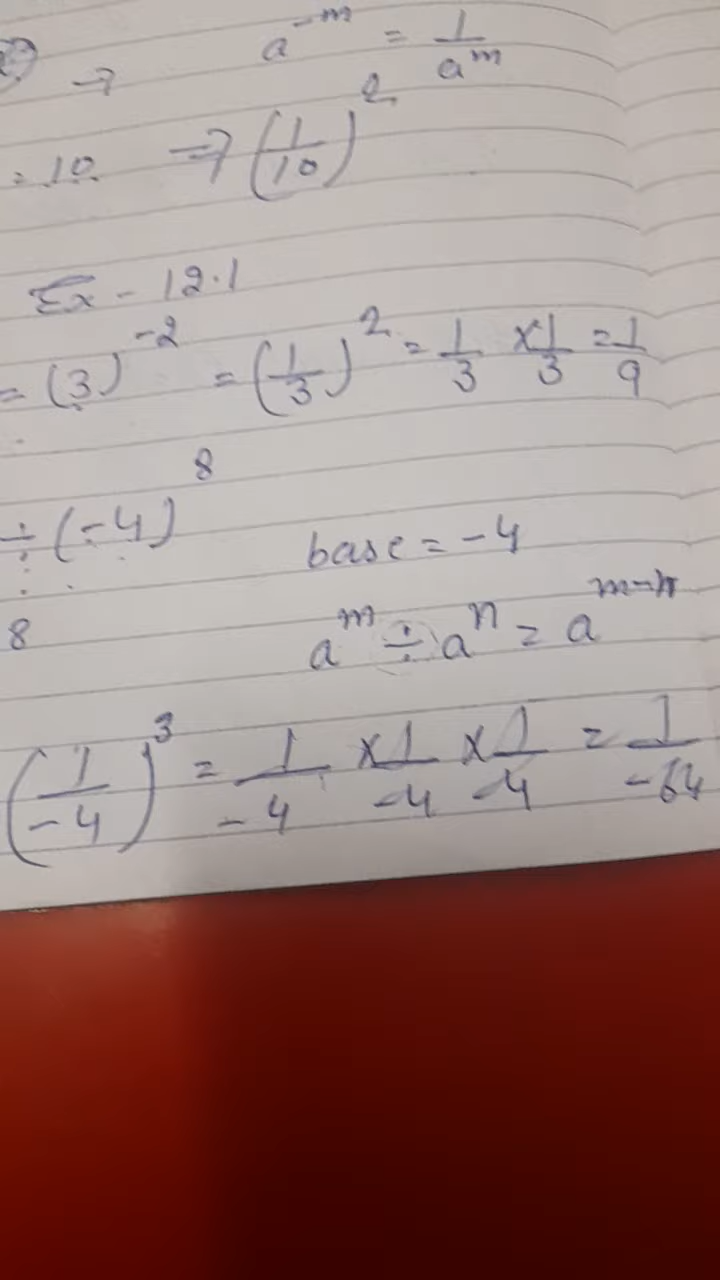 → a^-m = 1/a^m
= 10. ⇒ (1/10)^2
Ex - 12.1
= (3)^-2 = (1/3)^2 = 1/3 × 1/3 = 1/9
÷ (-4)^8
base = -4
8
a^m ÷ a^n = a^m-n
(1/-4)^3 = 1/-4 × 1/-4 × 1/-4 = 1/-64